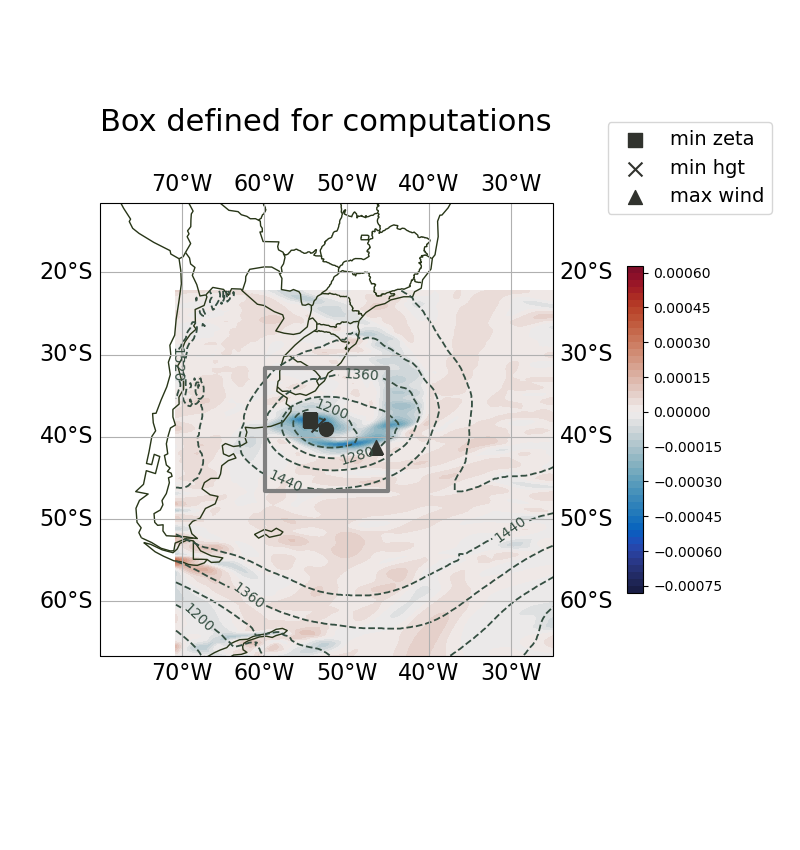 Box defined for computations
min zeta
min hgt
max wind
70°W 60°W 50°W 40°W 30°W
20°S 20°S
30°S 30°S
40°S 40°S
50°S 50°S
60°S 60°S
70°W 60°W 50°W 40°W 30°W
1360
1200
1280
1440
1440
1360
1200
0.00060
0.00045
0.00030
0.00015
0.00000
−0.00015
−0.00030
−0.00045
−0.00060
−0.00075